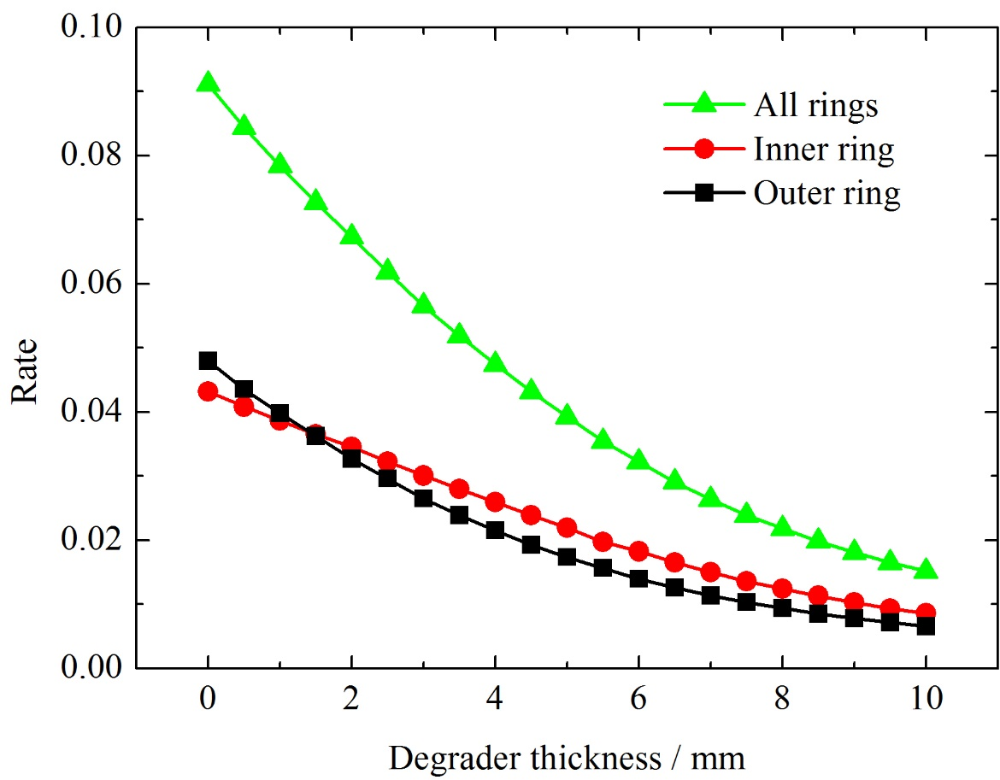 0.10
0.08
0.06
0.04
0.02
0.00
Rate
All rings
Inner ring
Outer ring
0 2 4 6 8 10
Degrader thickness / mm